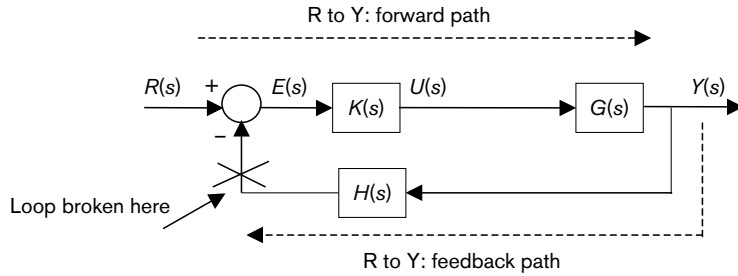 R to Y: forward path
R(s)
+
E(s)
K(s)
U(s)
G(s)
Y(s)
−
H(s)
Loop broken here
R to Y: feedback path